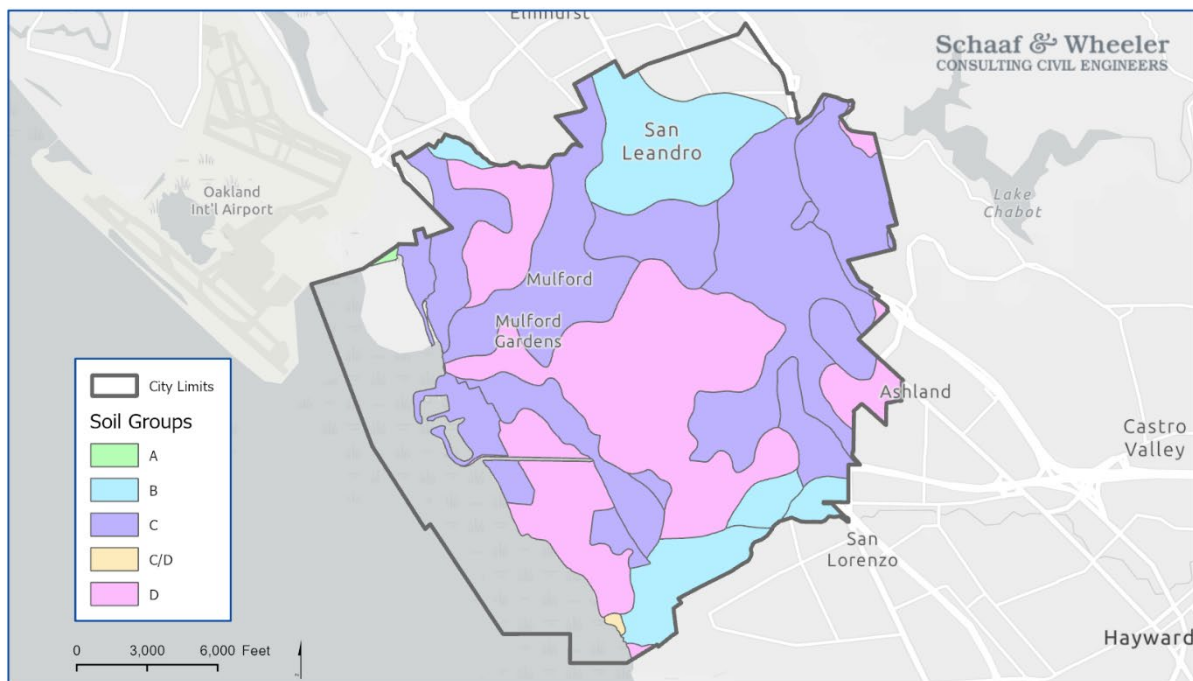 Elmhurst
Schaaf & Wheeler
CONSULTING CIVIL ENGINEERS
San
Leandro
Oakland
Int'l Airport
Lake
Chabot
Mulford
Mulford
Gardens
City Limits
Soil Groups
A
B
C
C/D
D
Ashland
Castro
Valley
San
Lorenzo
Hayward
0 3,000 6,000 Feet